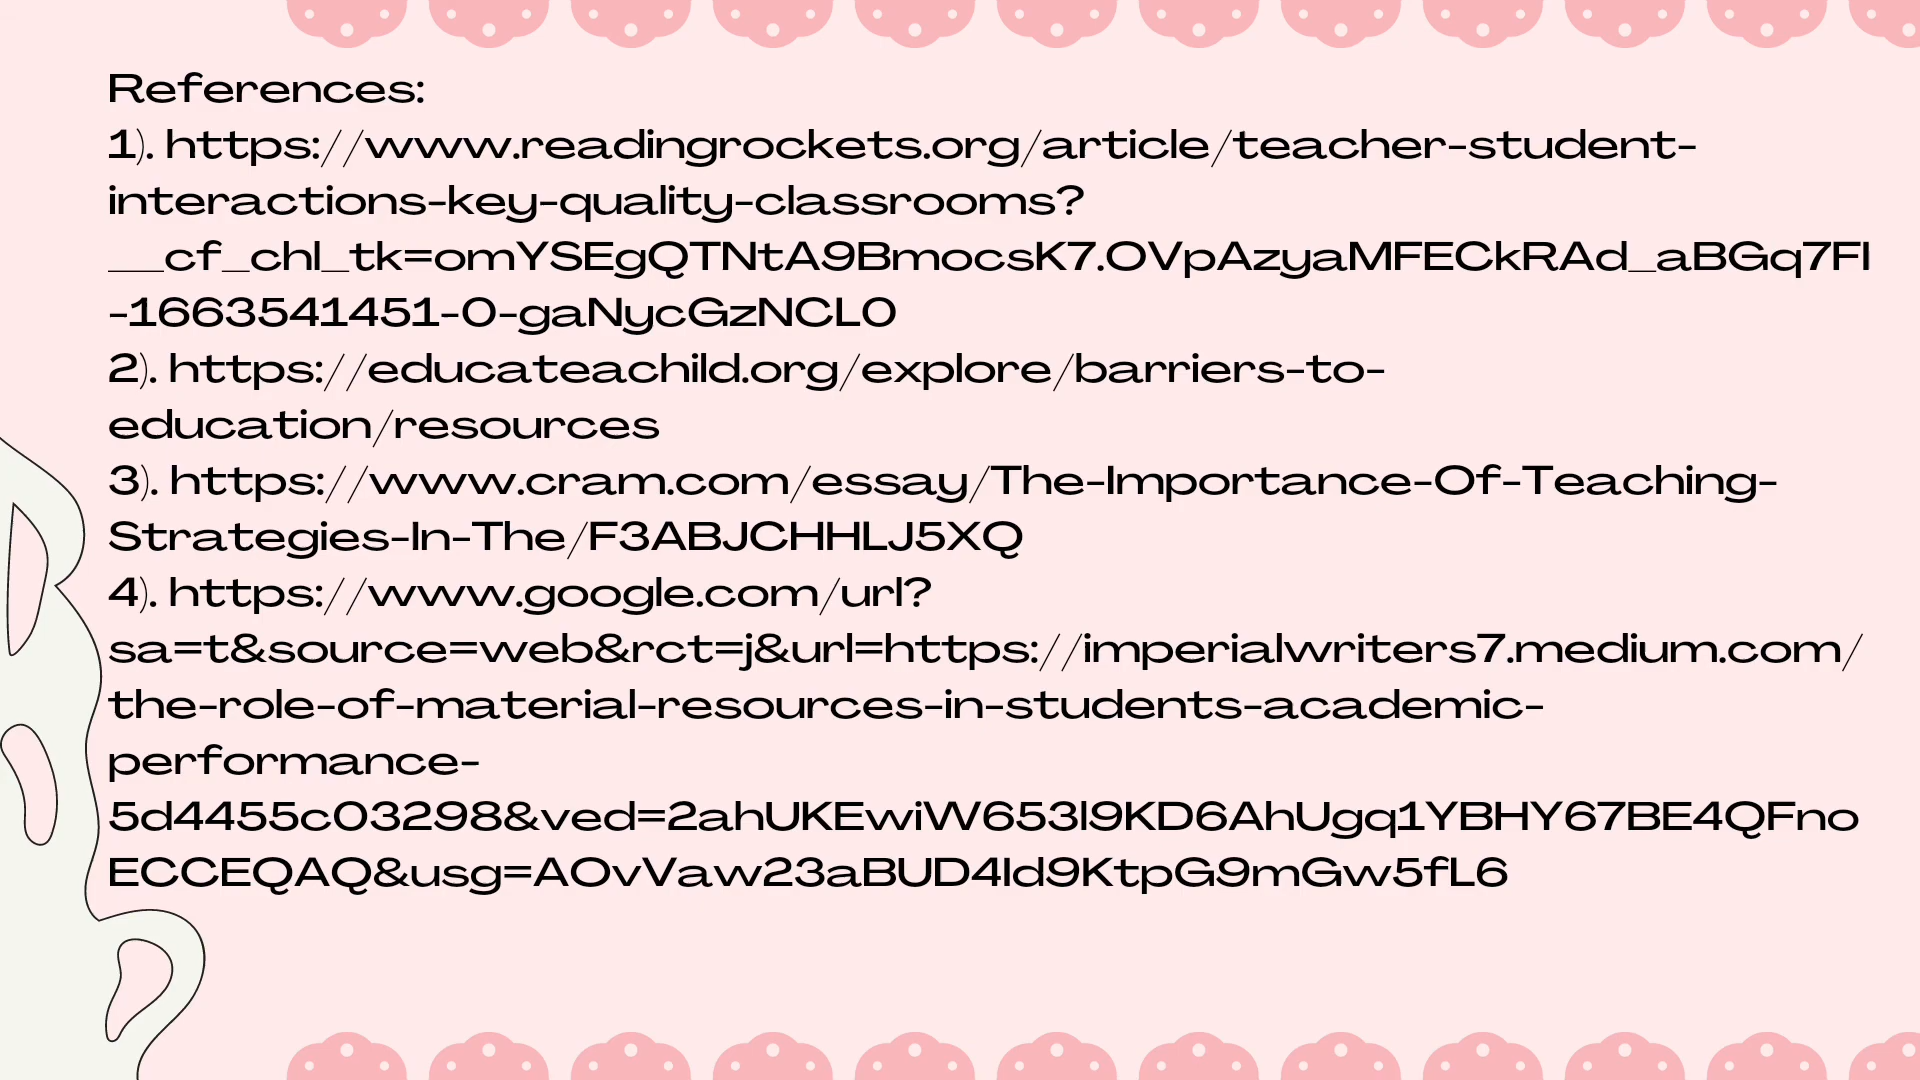 References:
1). https://www.readingrockets.org/article/teacher-student-
interactions-key-quality-classrooms?
__cf_chl_tk=omYSEgQTNtA9BmocsK7.OVpAzyaMFECkRAd_aBGq7FI
-1663541451-0-gaNycGzNCL0
2). https://educateachild.org/explore/barriers-to-
education/resources
3). https://www.cram.com/essay/The-Importance-Of-Teaching-
Strategies-In-The/F3ABJCHHLJ5XQ
4). https://www.google.com/url?
sa=t&source=web&rct=j&url=https://imperialwriters7.medium.com/
the-role-of-material-resources-in-students-academic-
performance-
5d4455c03298&ved=2ahUKEwiW653l9KD6AhUgq1YBHY67BE4QFno
ECCEQAQ&usg=AOvVaw23aBUD4Id9KtpG9mGw5fL6